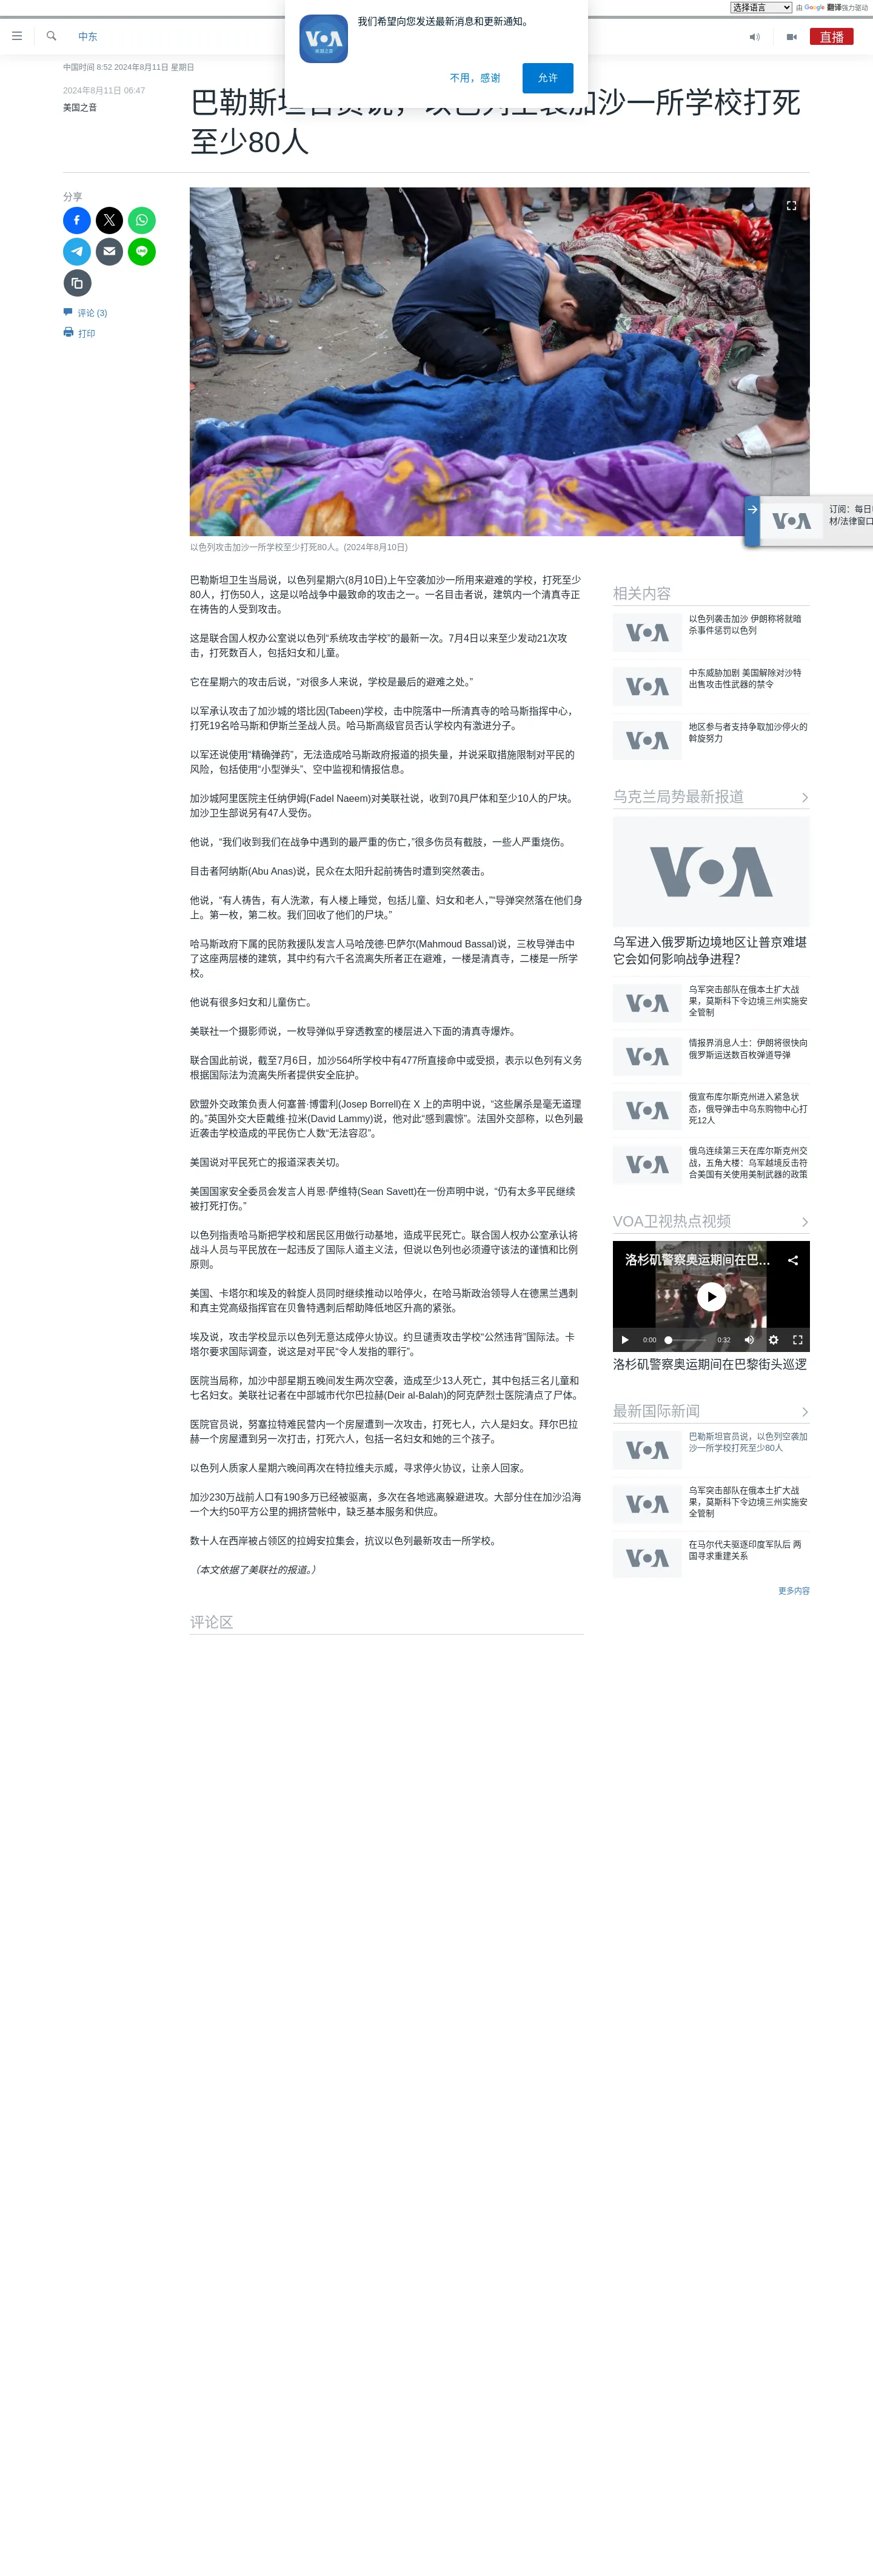 选择语言 由 Google 翻译强力驱动
我们希望向您发送最新消息和更新通知。
不用，感谢
允许
中东
直播
中国时间 8:52 2024年8月11日 星期日
2024年8月11日 06:47
美国之音
巴勒斯坦官员说，以色列空袭加沙一所学校打死
至少80人
分享
评论 (3)
打印
订阅：每日
以色列攻击加沙一所学校至少打死80人。(2024年8月10日)
巴勒斯坦卫生当局说，以色列星期六(8月10日)上午空袭加沙一所用来避难的学校，打死至少
80人，打伤50人，这是以哈战争中最致命的攻击之一。一名目击者说，建筑内一个清真寺正
在祷告的人受到攻击。
这是联合国人权办公室说以色列“系统攻击学校”的最新一次。7月4日以来至少发动21次攻
击，打死数百人，包括妇女和儿童。
它在星期六的攻击后说，“对很多人来说，学校是最后的避难之处。”
以军承认攻击了加沙城的塔比因(Tabeen)学校，击中院落中一所清真寺的哈马斯指挥中心，
打死19名哈马斯和伊斯兰圣战人员。哈马斯高级官员否认学校内有激进分子。
以军还说使用“精确弹药”，无法造成哈马斯政府报道的损失量，并说采取措施限制对平民的
风险，包括使用“小型弹头”、空中监视和情报信息。
加沙城阿里医院主任纳伊姆(Fadel Naeem)对美联社说，收到70具尸体和至少10人的尸块。
加沙卫生部说另有47人受伤。
他说，“我们收到我们在战争中遇到的最严重的伤亡，”很多伤员有截肢，一些人严重烧伤。
目击者阿纳斯(Abu Anas)说，民众在太阳升起前祷告时遭到突然袭击。
他说，“有人祷告，有人洗漱，有人楼上睡觉，包括儿童、妇女和老人，”“导弹突然落在他们身
上。第一枚，第二枚。我们回收了他们的尸块。”
哈马斯政府下属的民防救援队发言人马哈茂德·巴萨尔(Mahmoud Bassal)说，三枚导弹击中
了这座两层楼的建筑，其中约有六千名流离失所者正在避难，一楼是清真寺，二楼是一所学
校。
他说有很多妇女和儿童伤亡。
美联社一个摄影师说，一枚导弹似乎穿透教室的楼层进入下面的清真寺爆炸。
联合国此前说，截至7月6日，加沙564所学校中有477所直接命中或受损，表示以色列有义务
根据国际法为流离失所者提供安全庇护。
欧盟外交政策负责人何塞普·博雷利(Josep Borrell)在 X 上的声明中说，“这些屠杀是毫无道理
的。”英国外交大臣戴维·拉米(David Lammy)说，他对此“感到震惊”。法国外交部称，以色列最
近袭击学校造成的平民伤亡人数“无法容忍”。
美国说对平民死亡的报道深表关切。
美国国家安全委员会发言人肖恩·萨维特(Sean Savett)在一份声明中说，“仍有太多平民继续
被打死打伤。”
以色列指责哈马斯把学校和居民区用做行动基地，造成平民死亡。联合国人权办公室承认将
战斗人员与平民放在一起违反了国际人道主义法，但说以色列也必须遵守该法的谨慎和比例
原则。
美国、卡塔尔和埃及的斡旋人员同时继续推动以哈停火，在哈马斯政治领导人在德黑兰遇刺
和真主党高级指挥官在贝鲁特遇刺后帮助降低地区升高的紧张。
埃及说，攻击学校显示以色列无意达成停火协议。约旦谴责攻击学校“公然违背”国际法。卡
塔尔要求国际调查，说这是对平民“令人发指的罪行”。
医院当局称，加沙中部星期五晚间发生两次空袭，造成至少13人死亡，其中包括三名儿童和
七名妇女。美联社记者在中部城市代尔巴拉赫(Deir al-Balah)的阿克萨烈士医院清点了尸体。
医院官员说，努塞拉特难民营内一个房屋遭到一次攻击，打死七人，六人是妇女。拜尔巴拉
赫一个房屋遭到另一次打击，打死六人，包括一名妇女和她的三个孩子。
以色列人质家人星期六晚间再次在特拉维夫示威，寻求停火协议，让亲人回家。
加沙230万战前人口有190多万已经被驱离，多次在各地逃离躲避进攻。大部分住在加沙沿海
一个大约50平方公里的拥挤营帐中，缺乏基本服务和供应。
数十人在西岸被占领区的拉姆安拉集会，抗议以色列最新攻击一所学校。
（本文依据了美联社的报道。）
评论区
VOA
材/法律窗口
相关内容
以色列袭击加沙 伊朗称将就暗
杀事件惩罚以色列
中东威胁加剧 美国解除对沙特
出售攻击性武器的禁令
地区参与者支持争取加沙停火的
斡旋努力
乌克兰局势最新报道
VOA
乌军进入俄罗斯边境地区让普京难堪
它会如何影响战争进程？
乌军突击部队在俄本土扩大战
果，莫斯科下令边境三州实施安
全管制
情报界消息人士：伊朗将很快向
俄罗斯运送数百枚弹道导弹
俄宣布库尔斯克州进入紧急状
态，俄导弹击中乌东购物中心打
死12人
俄乌连续第三天在库尔斯克州交
战，五角大楼：乌军越境反击符
合美国有关使用美制武器的政策
VOA卫视热点视频
洛杉矶警察奥运期间在巴...
0:00
0:32
洛杉矶警察奥运期间在巴黎街头巡逻
最新国际新闻
巴勒斯坦官员说，以色列空袭加
沙一所学校打死至少80人
乌军突击部队在俄本土扩大战
果，莫斯科下令边境三州实施安
全管制
在马尔代夫驱逐印度军队后 两
国寻求重建关系
更多内容